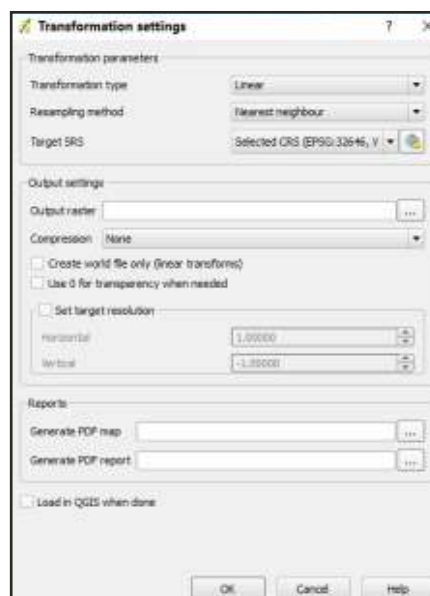 Transformation settings ? ×
Transformation parameters
Transformation type Linear
Resampling method Nearest neighbour
Target SRS Selected CRS (EPSG:32646, W
Output settings
Output raster ...
Compression None
Create world file only (linear transforms)
Use 0 for transparency when needed
Set target resolution
Horizontal 1.00000
Vertical -1.00000
Reports
Generate PDF map ...
Generate PDF report ...
Load in QGIS when done
OK Cancel Help